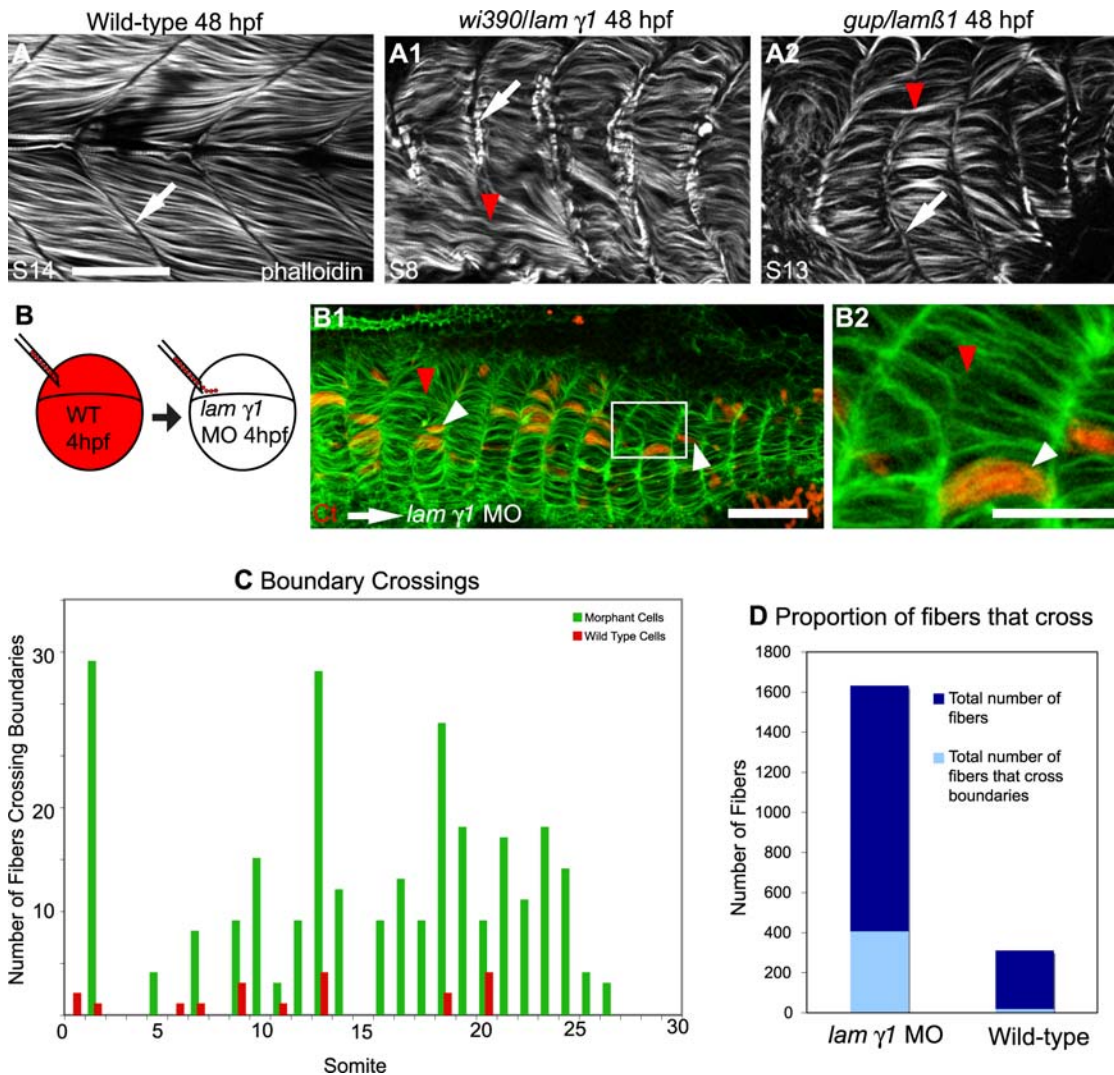 Wild-type 48 hpf
wi390/lam γ1 48 hpf
gup/lamß1 48 hpf
A
A1
A2
S14
phalloidin
S8
S13
B
WT
4hpf
lam γ1
MO 4hpf
B1
B2
Ct
lam γ1 MO
C Boundary Crossings
Morphant Cells
Wild Type Cells
Number of Fibers Crossing Boundaries
30
20
10
0
5
10
15
20
25
30
Somite
D Proportion of fibers that cross
Number of Fibers
1800
1600
1400
1200
1000
800
600
400
200
0
Total number of
fibers
Total number of
fibers that cross
boundaries
lam γ1 MO
Wild-type